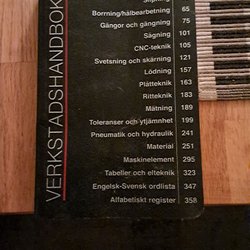 VERKSTADSHANDBOK
Borrning/hålbearbetning 65
Gängor och gängning 75
Sågning 101
CNC-teknik 105
Svetsning och skärning 121
Lödning 157
Plåtteknik 163
Ritteknik 183
Mätning 189
Toleranser och ytjämnhet 199
Pneumatik och hydraulik 241
Material 251
Maskinelement 295
Tabeller och elteknik 323
Engelsk-Svensk ordlista 347
Alfabetiskt register 358